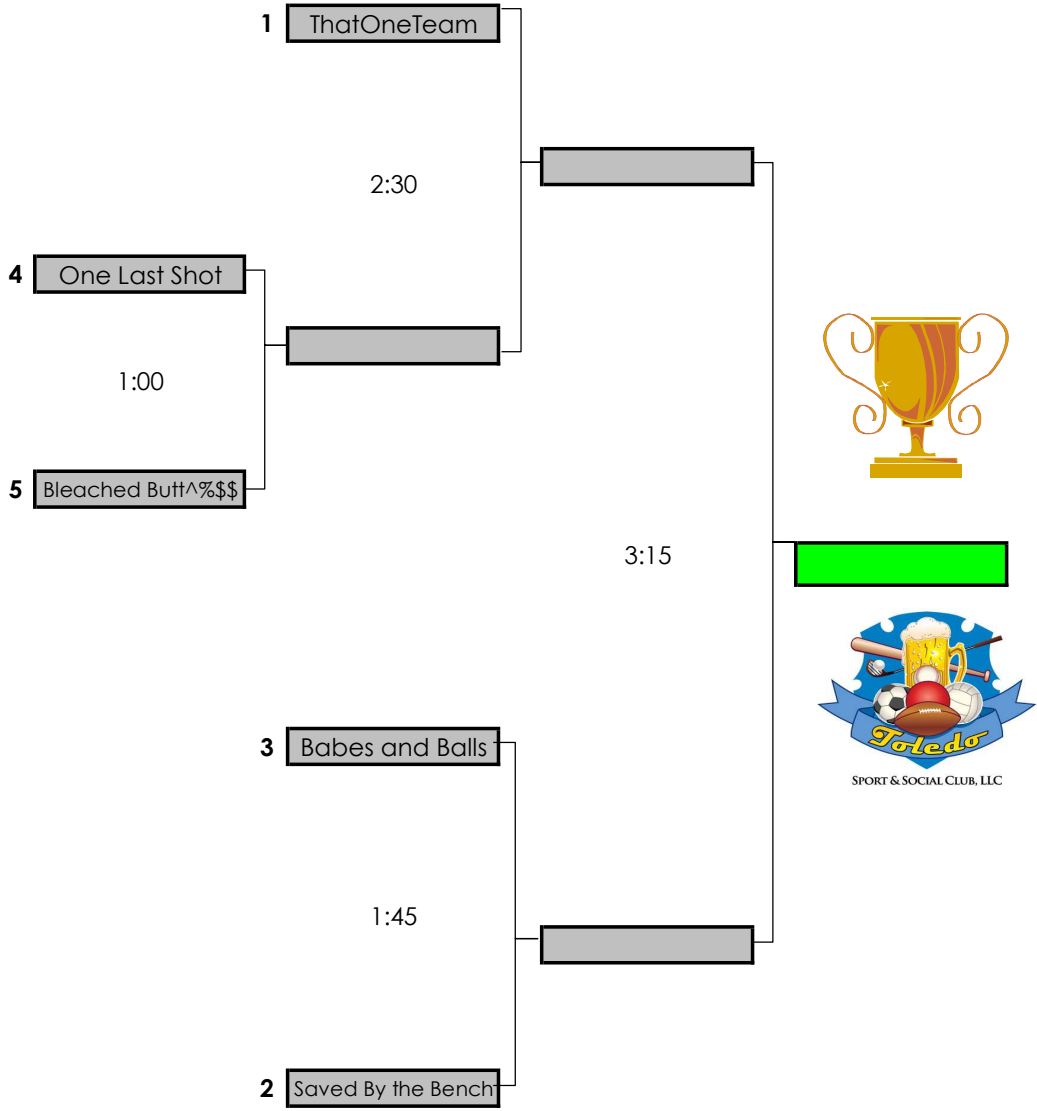 1 ThatOneTeam
2:30
4 One Last Shot
1:00
5 Bleached Butt^%$$
3:15
Toledo
SPORT & SOCIAL CLUB, LLC
3 Babes and Balls
1:45
2 Saved By the Bench